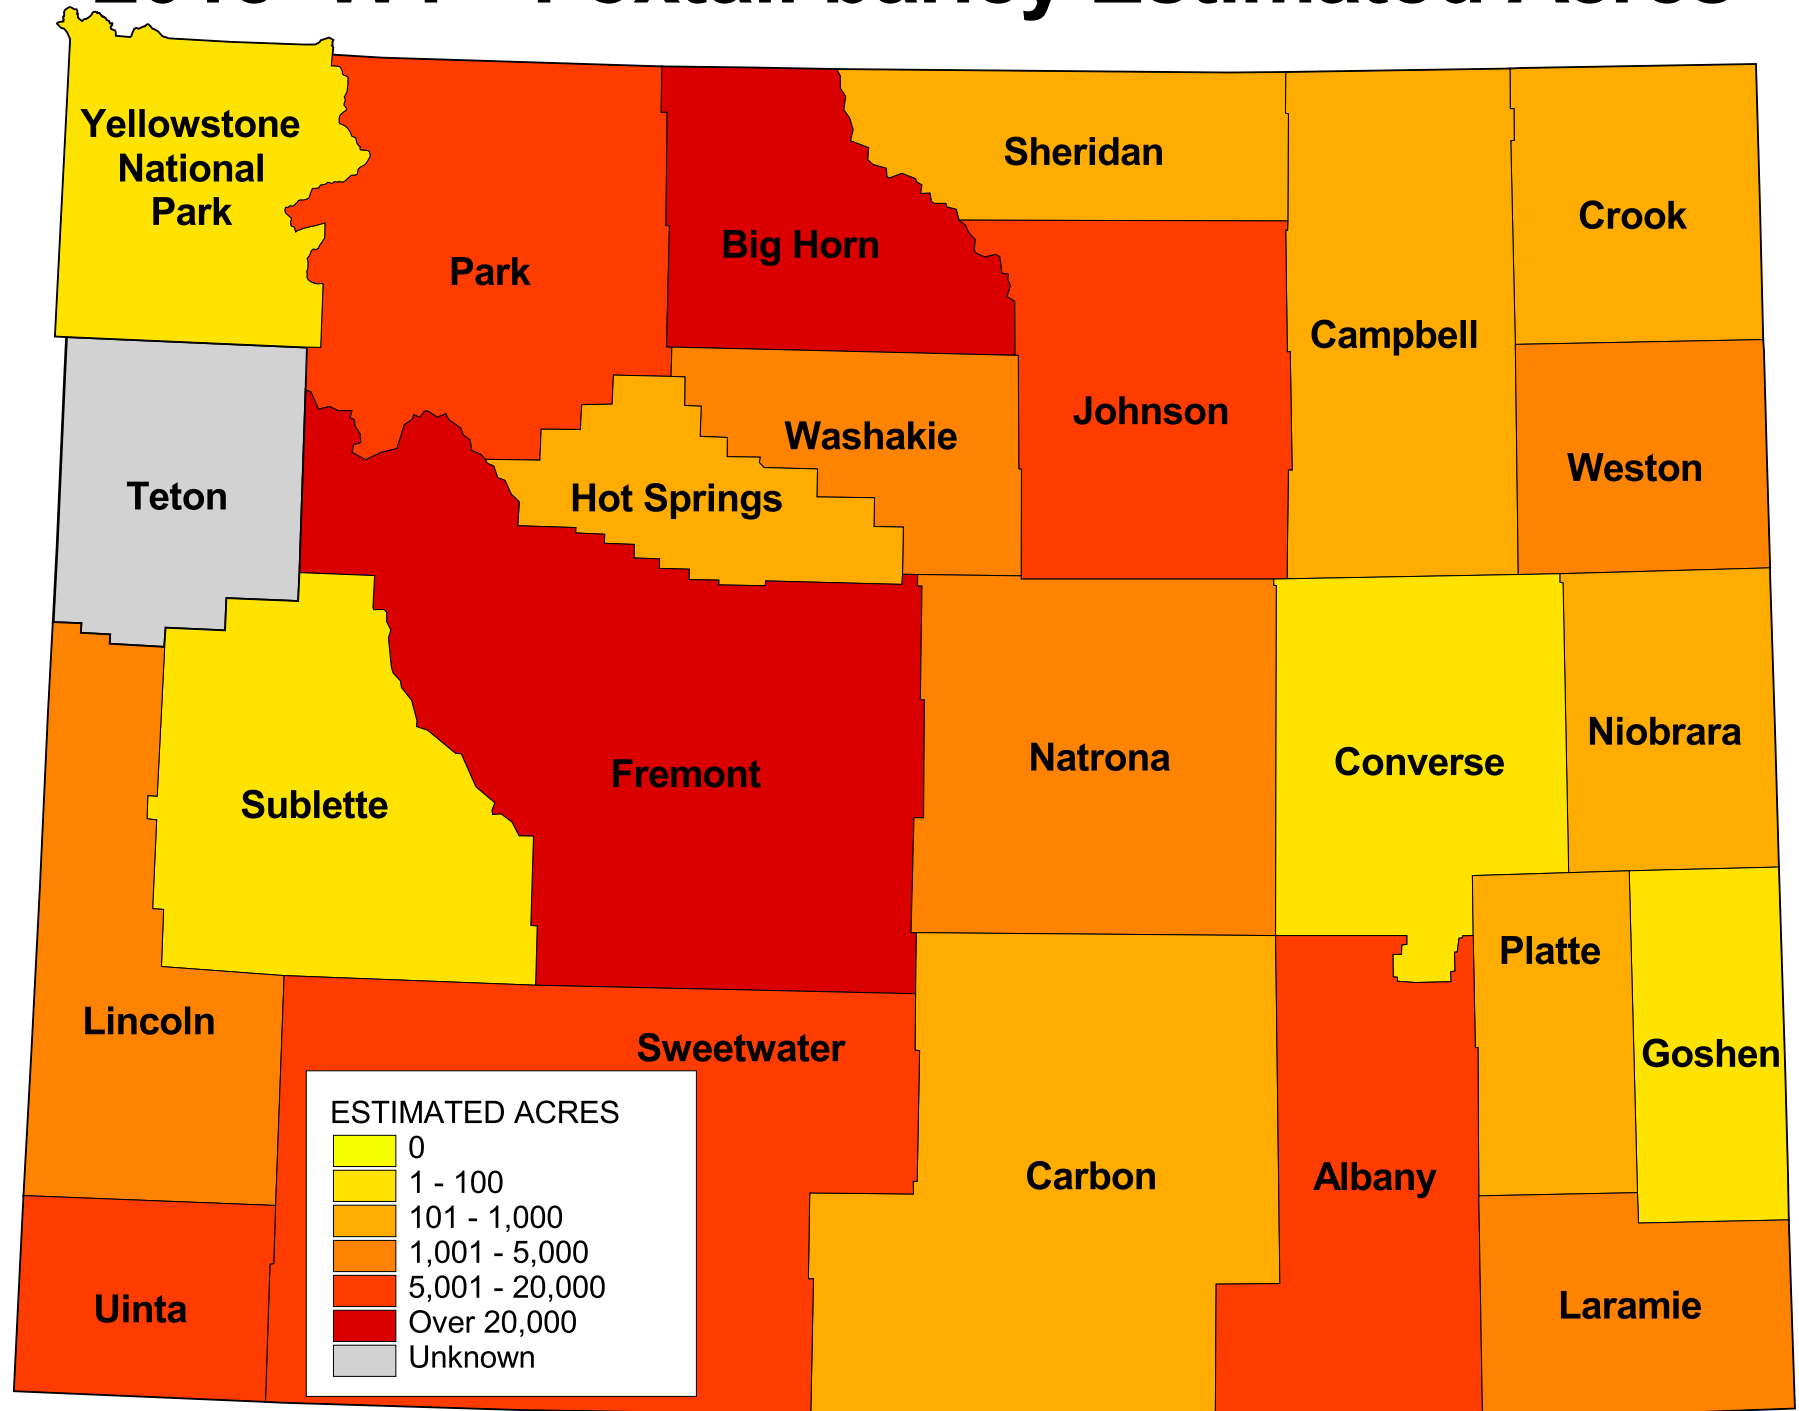 Estimated Acres
Yellowstone
National
Park
Park
Big Horn
Sheridan
Crook
Campbell
Johnson
Washakie
Weston
Teton
Hot Springs
Niobrara
Natrona
Converse
Fremont
Sublette
Platte
Lincoln
Sweetwater
Goshen
Carbon
Albany
Uinta
Laramie
ESTIMATED ACRES
0
1 - 100
101 - 1,000
1,001 - 5,000
5,001 - 20,000
Over 20,000
Unknown